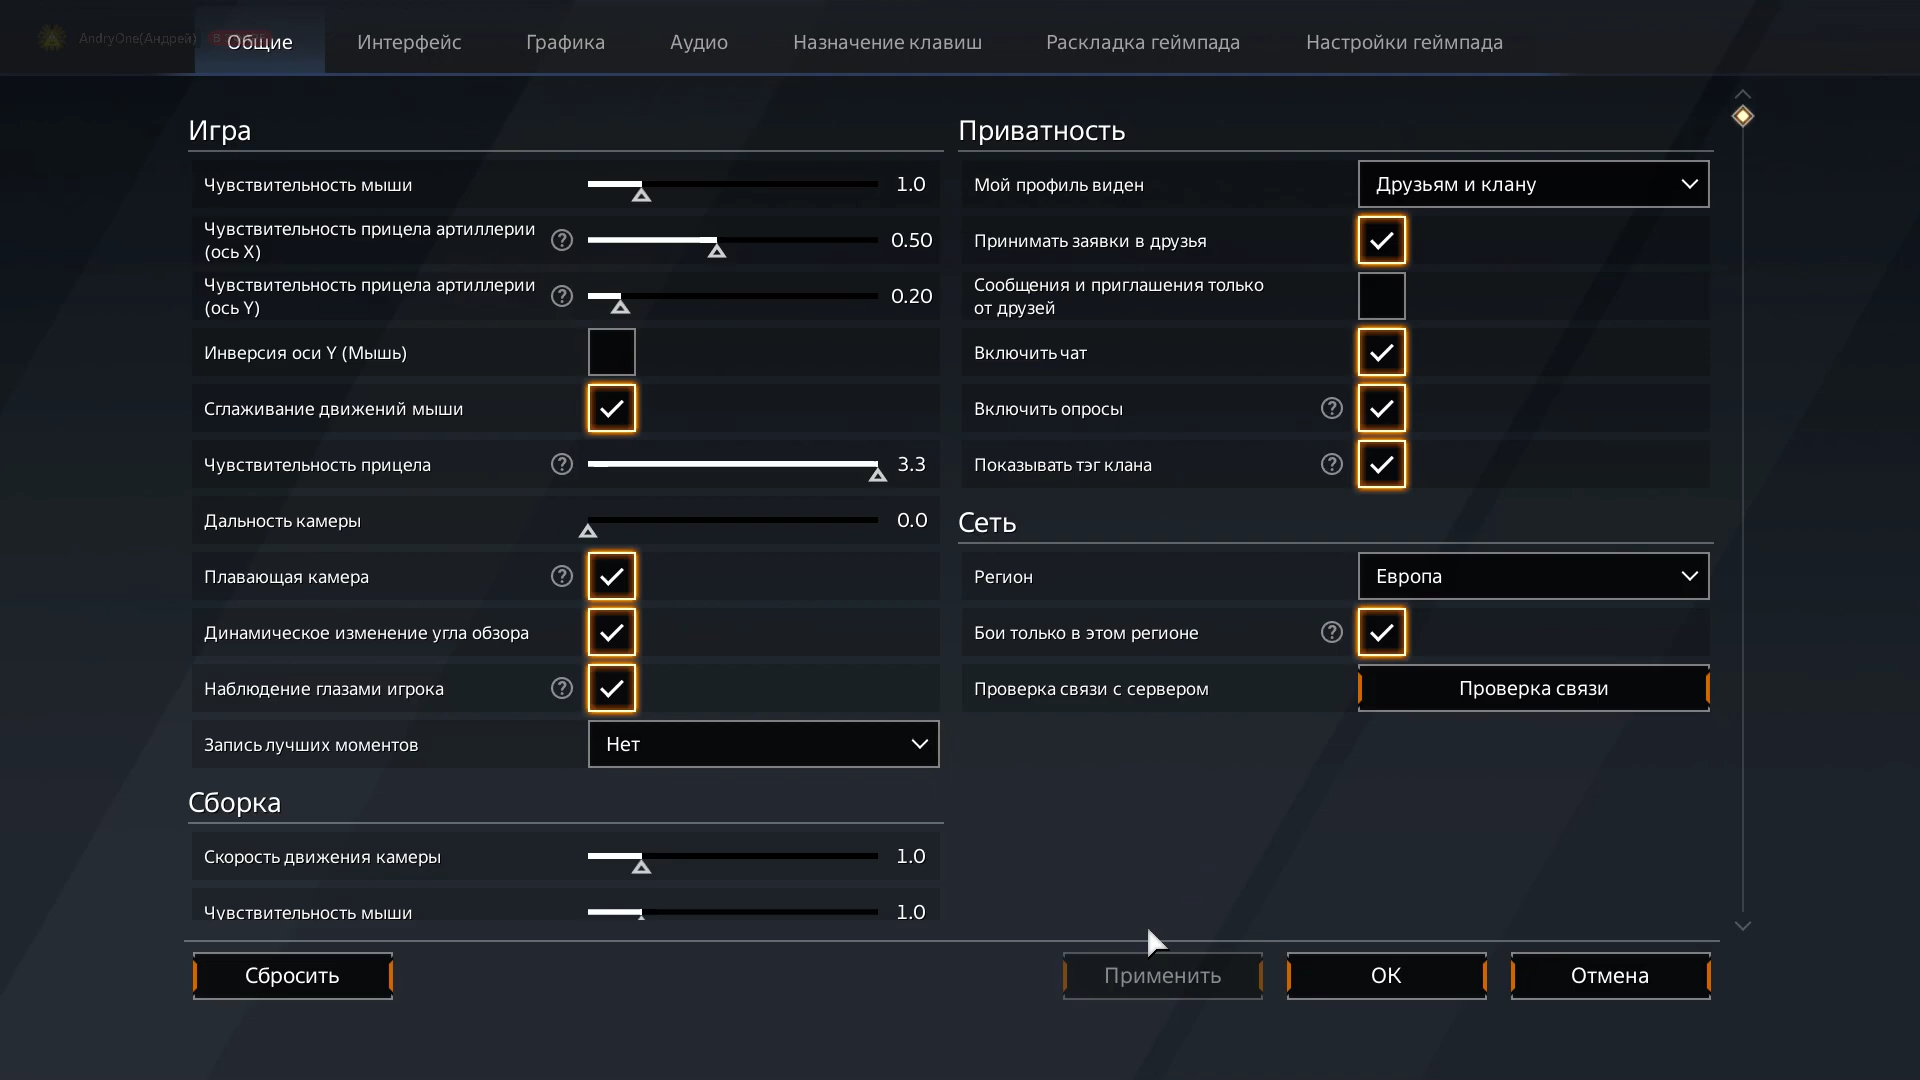 AndryOne(Андрей)
Общие
Интерфейс
Графика
Аудио
Назначение клавиш
Раскладка геймпада
Настройки геймпада
Игра
Чувствительность мыши
1.0
Чувствительность прицела артиллерии
(ось X)
0.50
Чувствительность прицела артиллерии
(ось Y)
0.20
Инверсия оси Y (Мышь)
Сглаживание движений мыши
Чувствительность прицела
3.3
Дальность камеры
0.0
Плавающая камера
Динамическое изменение угла обзора
Наблюдение глазами игрока
Запись лучших моментов
Нет
Сборка
Скорость движения камеры
1.0
Чувствительность мыши
1.0
Приватность
Мой профиль виден
Друзьям и клану
Принимать заявки в друзья
Сообщения и приглашения только
от друзей
Включить чат
Включить опросы
Показывать тэг клана
Сеть
Регион
Европа
Бои только в этом регионе
Проверка связи с сервером
Проверка связи
Сбросить
Применить
ОК
Отмена